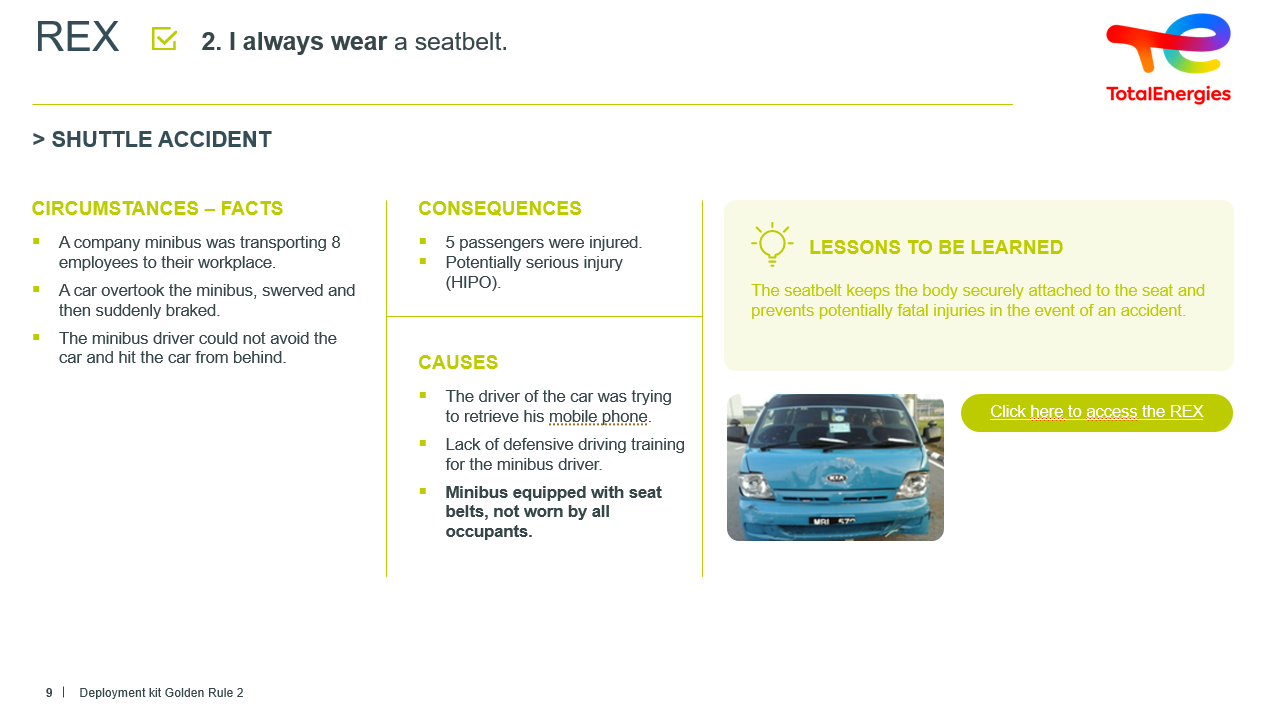 REX
2. I always wear a seatbelt.
TotalEnergies
> SHUTTLE ACCIDENT
CIRCUMSTANCES – FACTS
A company minibus was transporting 8
employees to their workplace.
A car overtook the minibus, swerved and
then suddenly braked.
The minibus driver could not avoid the
car and hit the car from behind.
CONSEQUENCES
5 passengers were injured.
Potentially serious injury
(HIPO).
CAUSES
The driver of the car was trying
to retrieve his mobile phone.
Lack of defensive driving training
for the minibus driver.
Minibus equipped with seat
belts, not worn by all
occupants.
LESSONS TO BE LEARNED
The seatbelt keeps the body securely attached to the seat and
prevents potentially fatal injuries in the event of an accident.
Click here to access the REX
KIA
9
Deployment kit Golden Rule 2